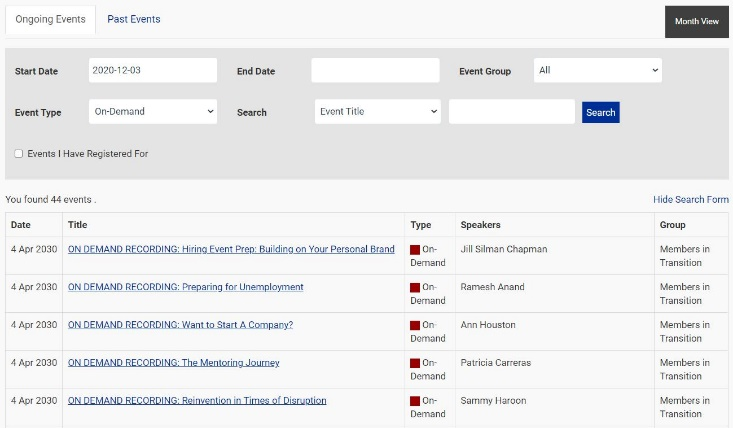 Ongoing Events
Past Events
Month View
Start Date
2020-12-03
End Date
Event Group
All
Event Type
On-Demand
Search
Event Title
Search
Events I Have Registered For
You found 44 events .
Hide Search Form
Date Title Type Speakers Group
4 Apr 2030 ON DEMAND RECORDING: Hiring Event Prep: Building on Your Personal Brand On- Jill Silman Chapman Members in
Demand Transition
4 Apr 2030 ON DEMAND RECORDING: Preparing for Unemployment On- Ramesh Anand Members in
Demand Transition
4 Apr 2030 ON DEMAND RECORDING: Want to Start A Company? On- Ann Houston Members in
Demand Transition
4 Apr 2030 ON DEMAND RECORDING: The Mentoring Journey On- Patricia Carreras Members in
Demand Transition
4 Apr 2030 ON DEMAND RECORDING: Reinvention in Times of Disruption On- Sammy Haroon Members in
Demand Transition